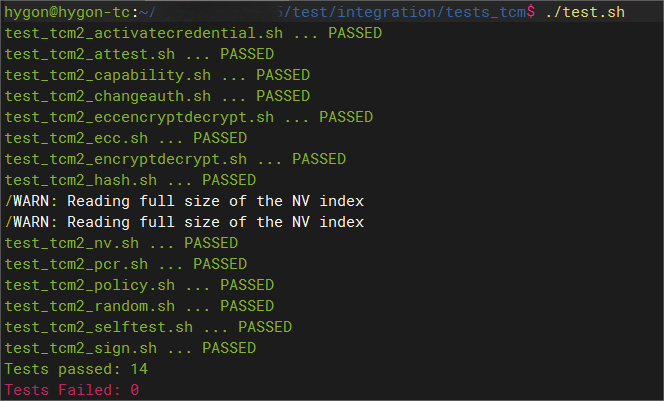 hygon@hygon-tc:~/ 5/test/integration/tests_tcm$ ./test.sh
test_tcm2_activatecredential.sh ... PASSED
test_tcm2_attest.sh ... PASSED
test_tcm2_capability.sh ... PASSED
test_tcm2_changeauth.sh ... PASSED
test_tcm2_eccencryptdecrypt.sh ... PASSED
test_tcm2_ecc.sh ... PASSED
test_tcm2_encryptdecrypt.sh ... PASSED
test_tcm2_hash.sh ... PASSED
/WARN: Reading full size of the NV index
/WARN: Reading full size of the NV index
test_tcm2_nv.sh ... PASSED
test_tcm2_pcr.sh ... PASSED
test_tcm2_policy.sh ... PASSED
test_tcm2_random.sh ... PASSED
test_tcm2_selftest.sh ... PASSED
test_tcm2_sign.sh ... PASSED
Tests passed: 14
Tests Failed: 0